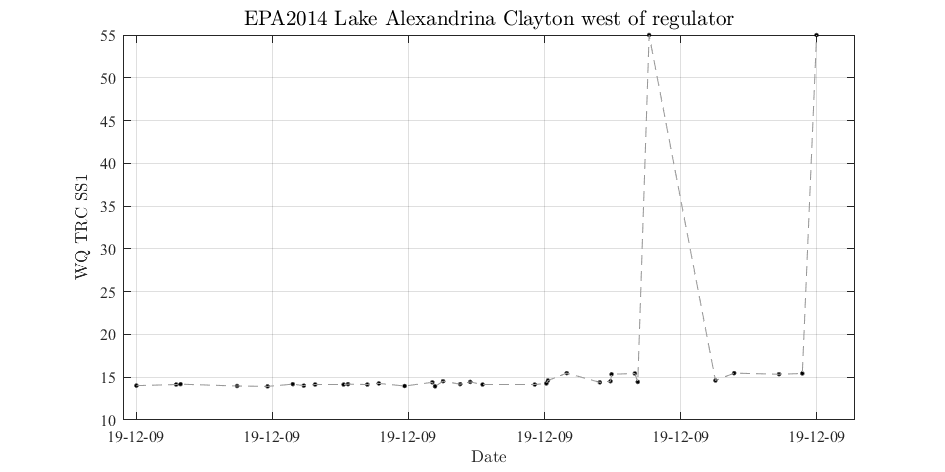 EPA2014 Lake Alexandrina Clayton west of regulator
WQ TRC SS1
55
50
45
40
35
30
25
20
15
10
19-12-09 19-12-09 19-12-09 19-12-09 19-12-09 19-12-09
Date